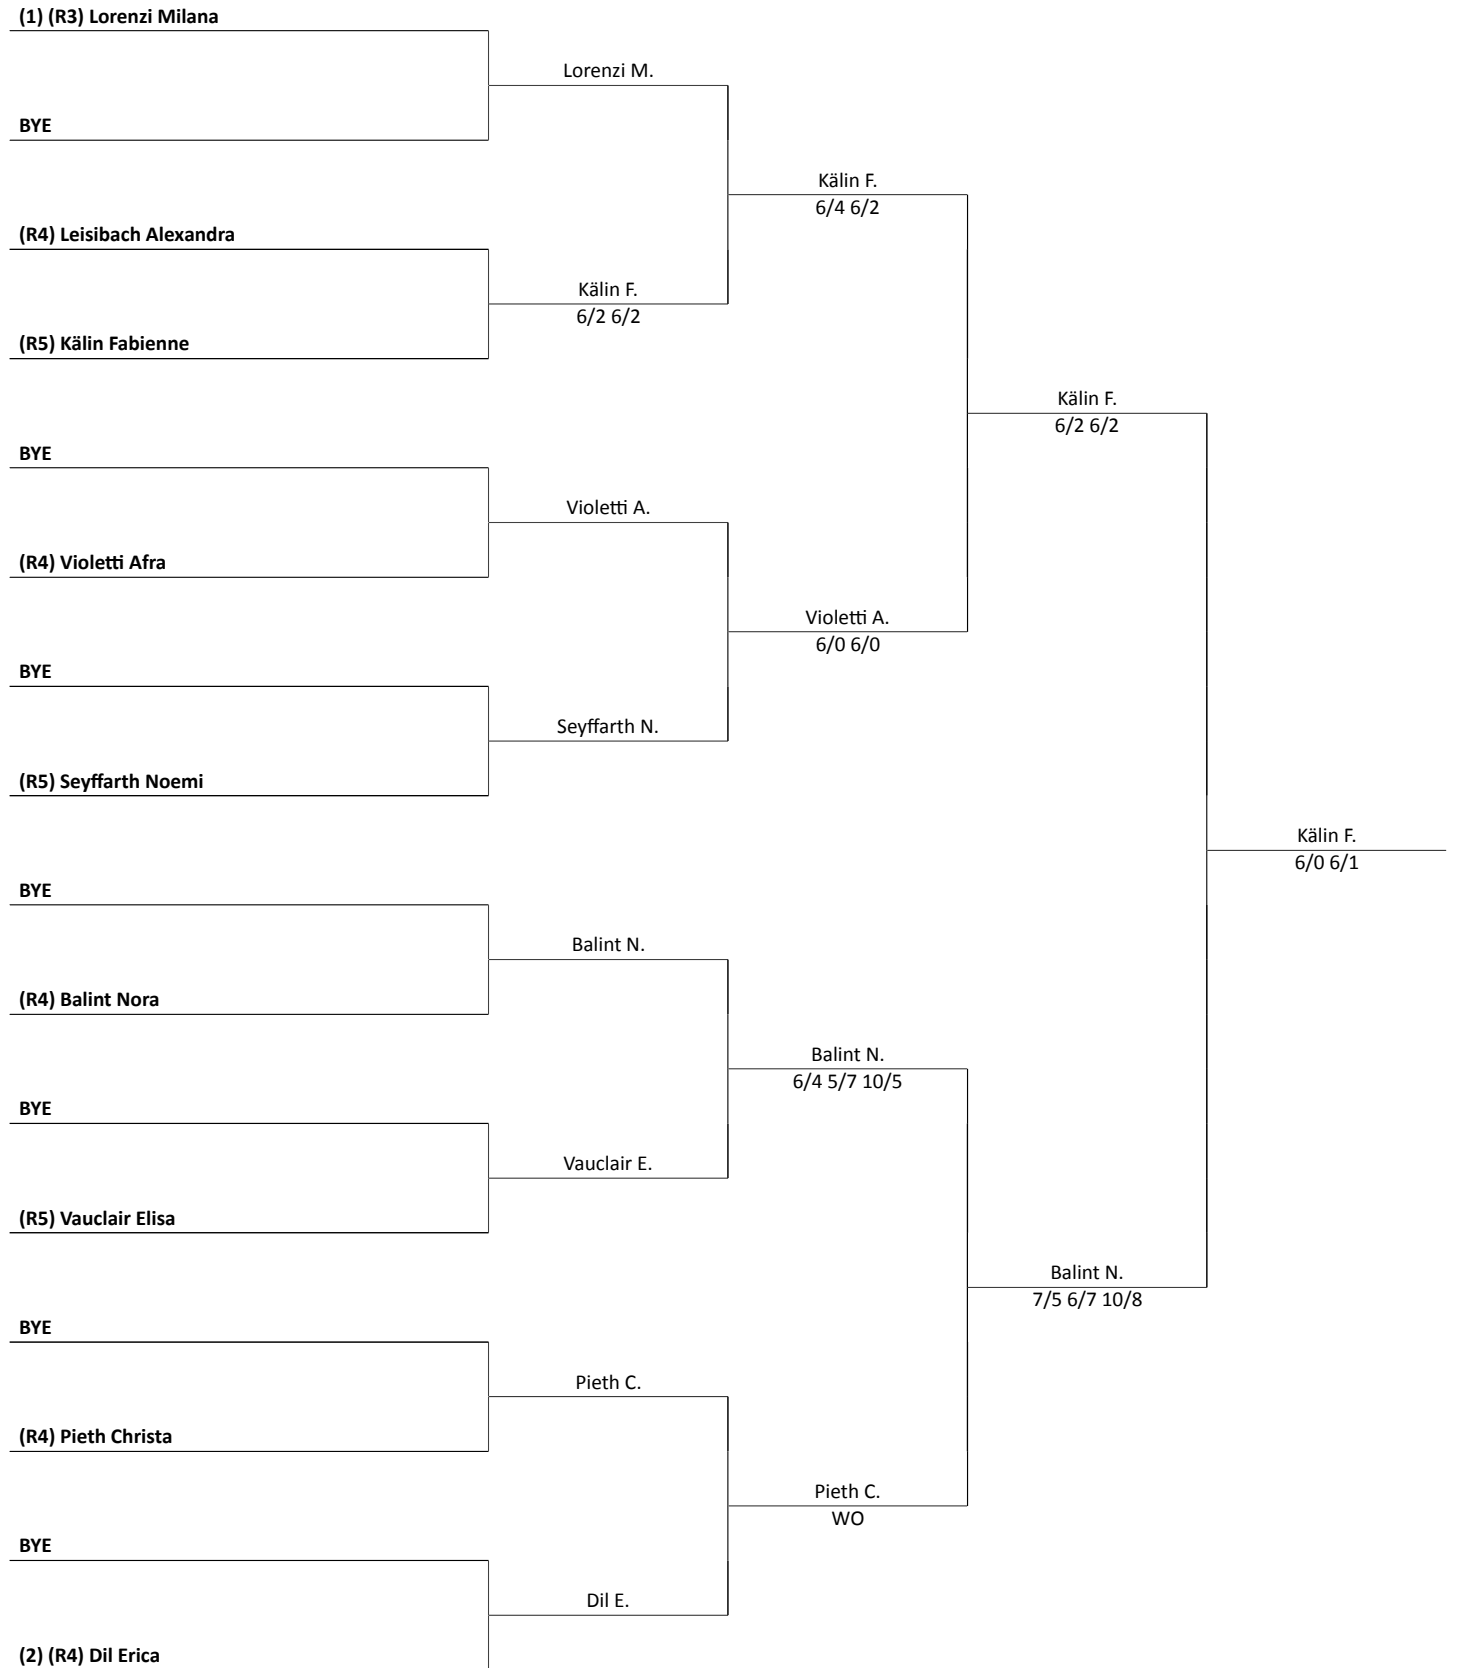 (1) (R3) Lorenzi Milana
Lorenzi M.
BYE
Kälin F.
6/4 6/2
(R4) Leisibach Alexandra
Kälin F.
6/2 6/2
(R5) Kälin Fabienne
Kälin F.
6/2 6/2
BYE
Violetti A.
(R4) Violetti Afra
Violetti A.
6/0 6/0
BYE
Seyffarth N.
(R5) Seyffarth Noemi
Kälin F.
6/0 6/1
BYE
Balint N.
(R4) Balint Nora
Balint N.
6/4 5/7 10/5
BYE
Vauclair E.
(R5) Vauclair Elisa
Balint N.
7/5 6/7 10/8
BYE
Pieth C.
(R4) Pieth Christa
Pieth C.
WO
BYE
Dil E.
(2) (R4) Dil Erica